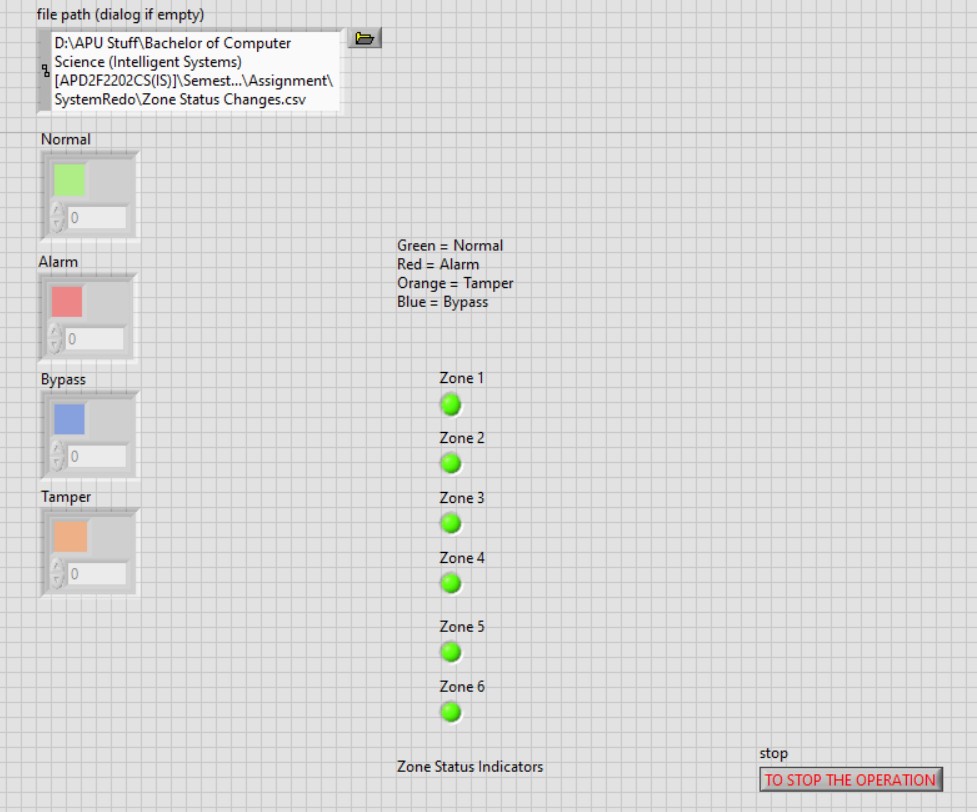 file path (dialog if empty)
D:\APU Stuff\Bachelor of Computer
Science (Intelligent Systems)
[APD2F2202CS(IS)]\Semest...\Assignment\
SystemRedo\Zone Status Changes.csv
Normal
0
Alarm
0
Bypass
0
Tamper
0
Green = Normal
Red = Alarm
Orange = Tamper
Blue = Bypass
Zone 1
Zone 2
Zone 3
Zone 4
Zone 5
Zone 6
Zone Status Indicators
stop
TO STOP THE OPERATION